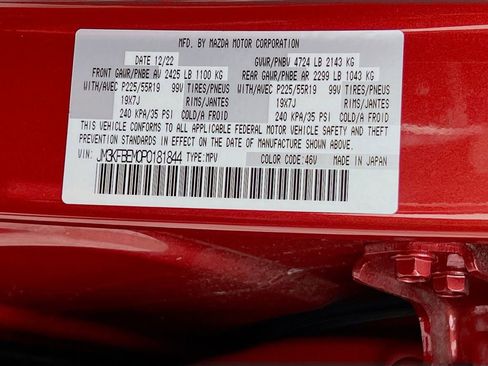 MFD. BY MAZDA MOTOR CORPORATION
DATE 12/22 GVWR/PNBV 4724 LB 2143 KG
FRONT GAWR/PNBE AV 2425 LB 1100 KG REAR GAWR/PNBE AR 2299 LB 1043 KG
WITH/AVEC P225/55R19 99V TIRES/PNEUS WITH/AVEC P225/55R19 99V TIRES/PNEUS
19X7J RIMS/JANTES 19X7J RIMS/JANTES
240 KPA/35 PSI COLD/A FROID 240 KPA/35 PSI COLD/A FROID
THIS VEHICLE CONFORMS TO ALL APPLICABLE FEDERAL MOTOR VEHICLE SAFETY AND THEFT
PREVENTION STANDARDS IN EFFECT ON THE DATE OF MANUFACTURE SHOWN ABOVE.
VIN: JM3KFBEM0P0181844 TYPE:MPV COLOR CODE:46V MADE IN JAPAN